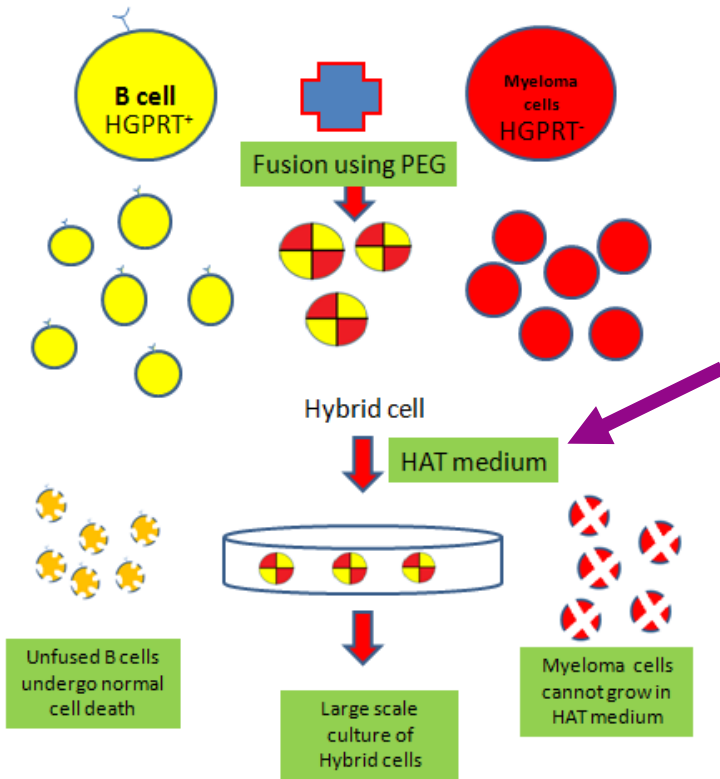 B cell
HGPRT+
Myeloma
cells
HGPRT-
Fusion using PEG
Hybrid cell
HAT medium
Unfused B cells
undergo normal
cell death
Large scale
culture of
Hybrid cells
Myeloma cells
cannot grow in
HAT medium